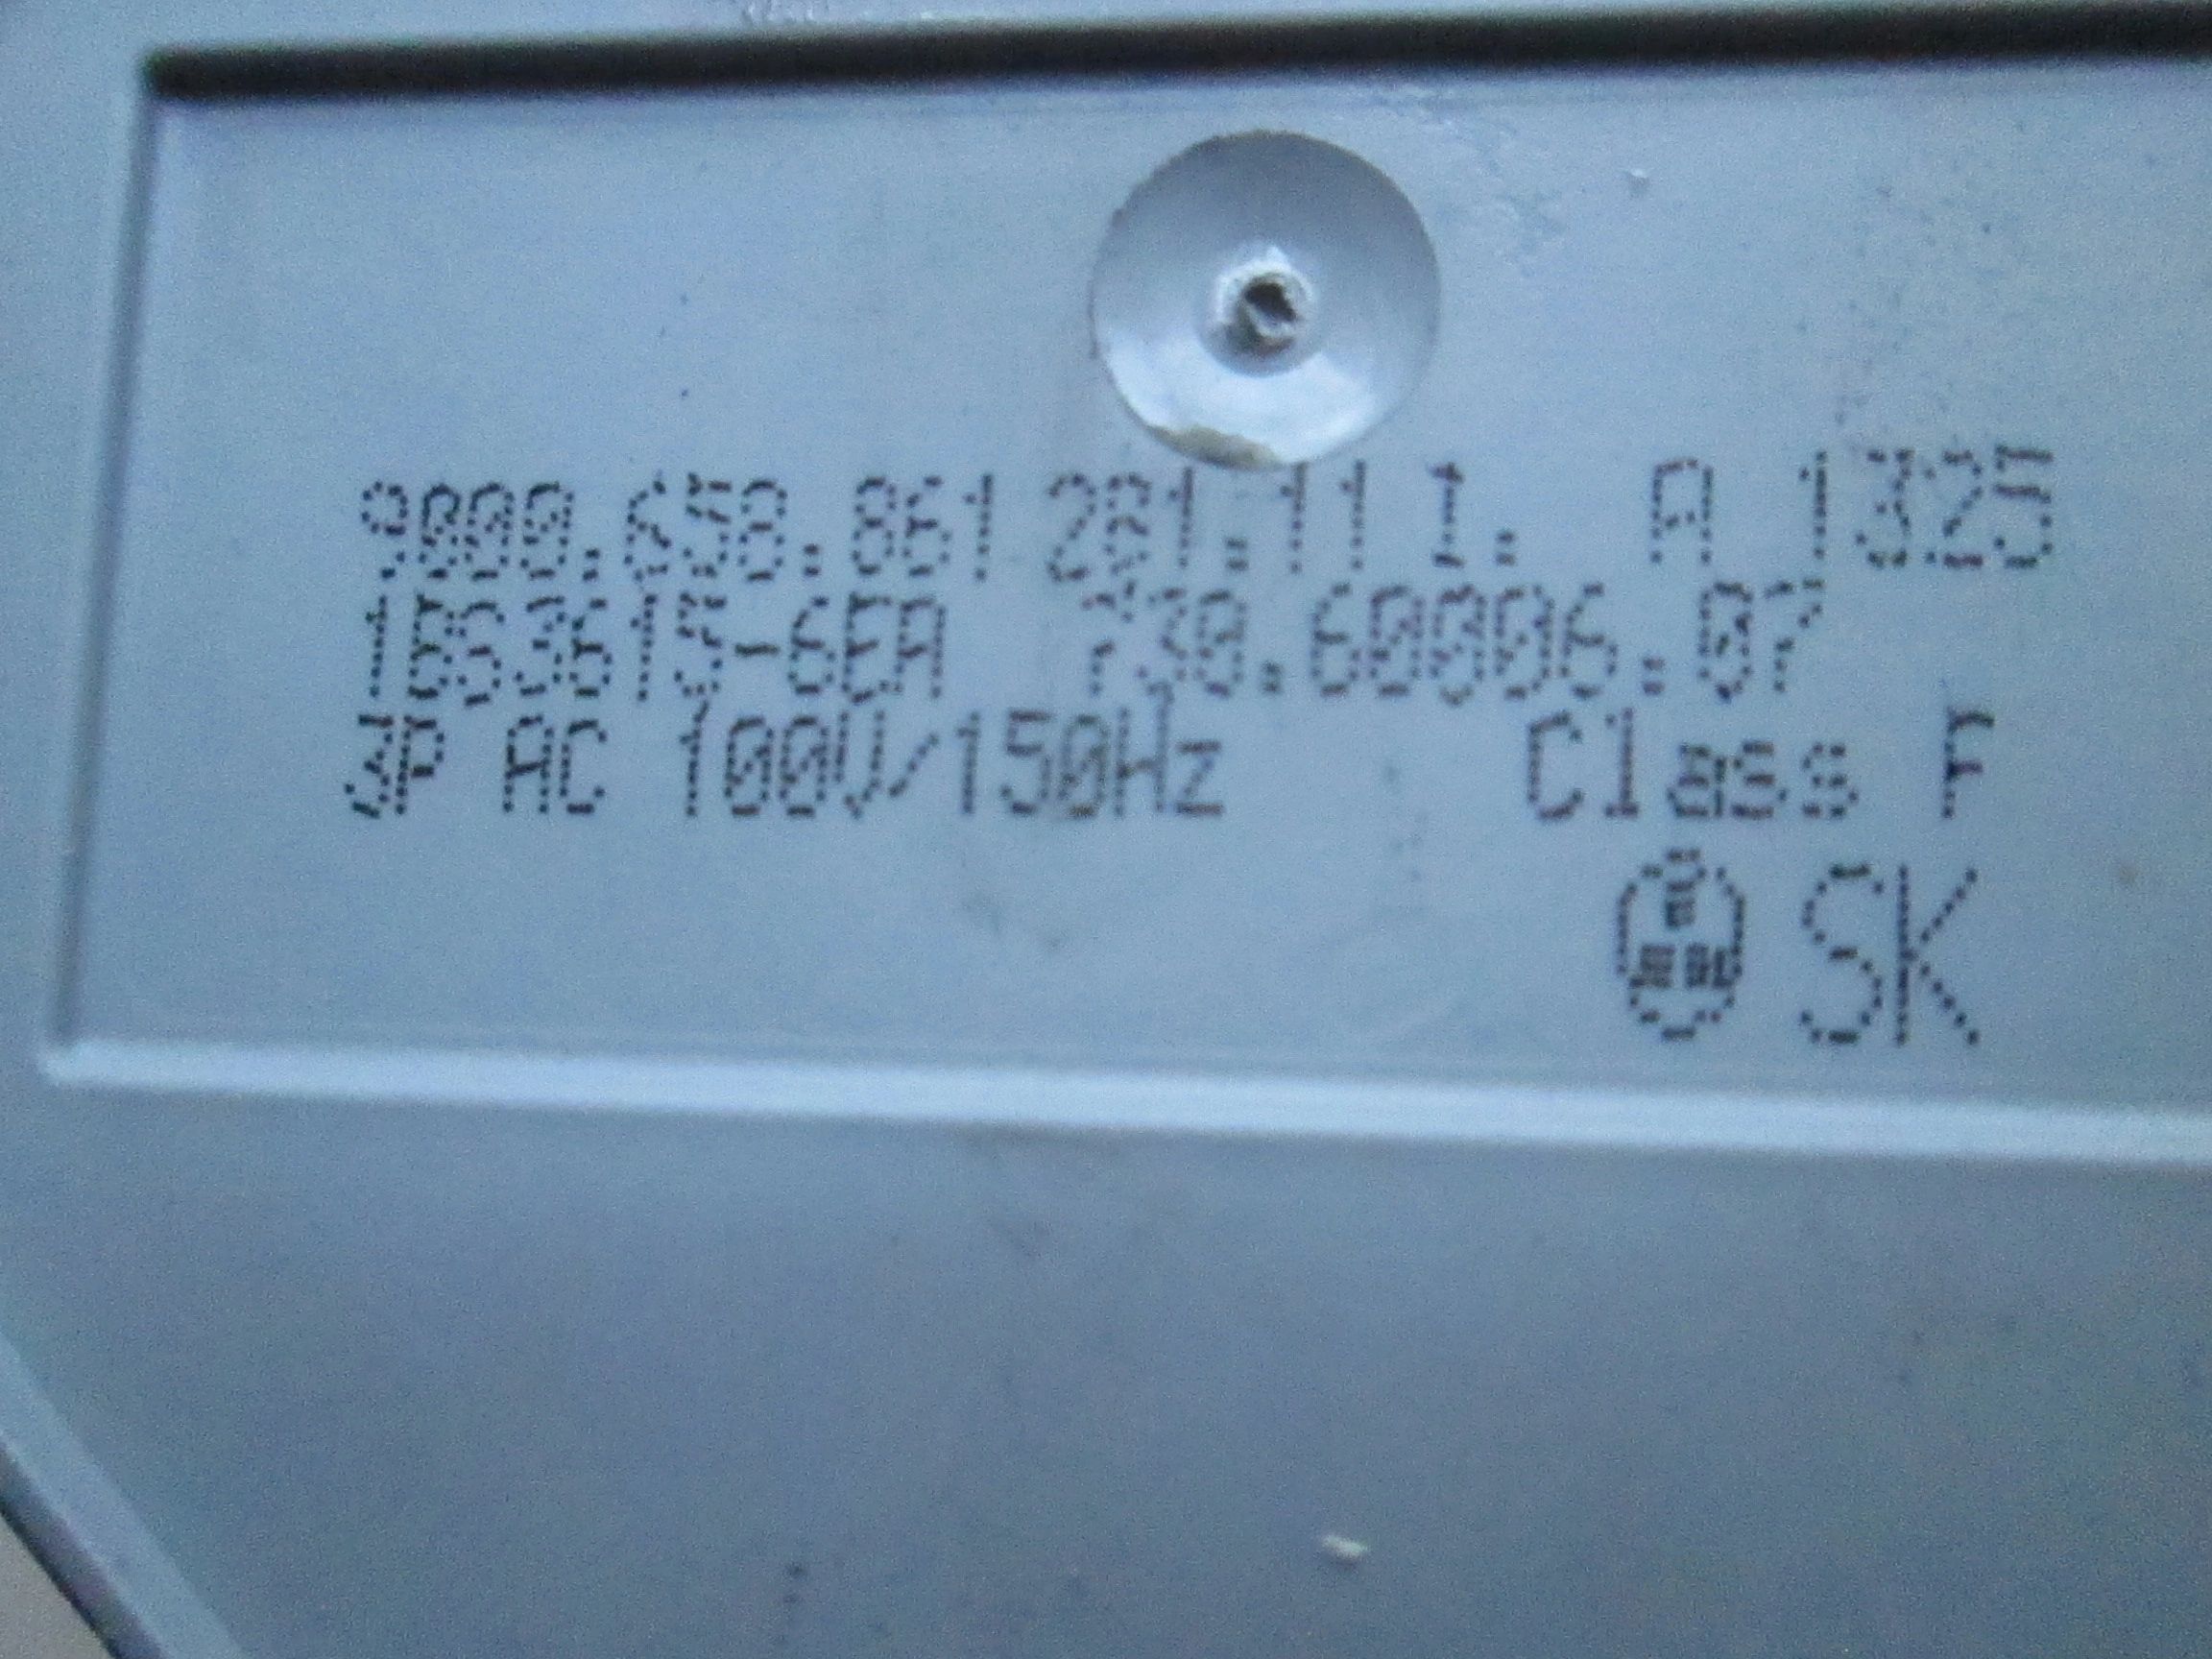 9000.658.861 281.111. A 1325
1BS3615-6EA 730.60006.07
3P AC 100V/150Hz Class F
SK